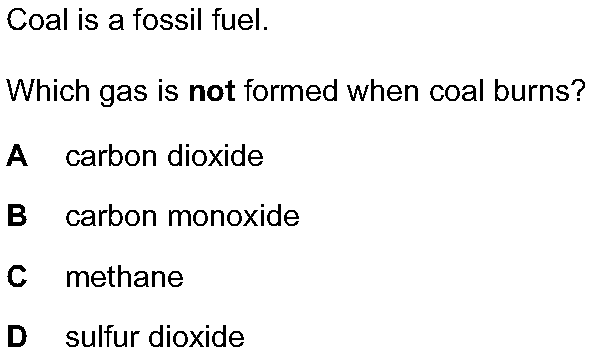 Coal is a fossil fuel.
Which gas is not formed when coal burns?
A carbon dioxide
B carbon monoxide
C methane
D sulfur dioxide